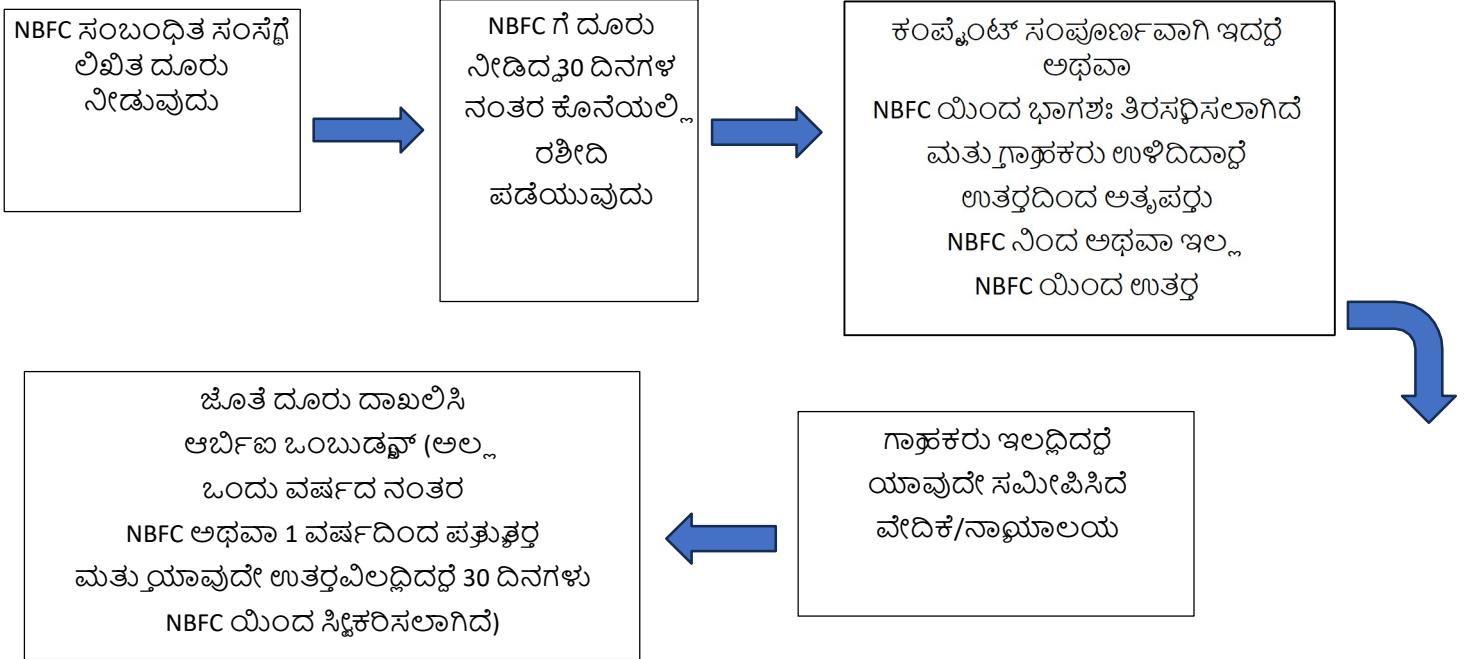 NBFC ಸಂಬಂಧಿತ ಸಂಸ್ಥೆಗೆ
ಲಿಖಿತ ದೂರು
ನೀಡುವುದು
NBFC ಗೆ ದೂರು
ನೀಡಿದ್ದ 30 ದಿನಗಳ
ನಂತರ ಕೊನೆಯಲ್ಲಿ
ರಶೀದಿ
ಪಡೆಯುವುದು
ಕಂಪ್ಲೈಂಟ್ ಸಂಪೂರ್ಣವಾಗಿ ಇದ್ದರೆ
ಅಥವಾ
NBFC ಯಿಂದ ಭಾಗಶಃ ತಿರಸ್ಕರಿಸಲಾಗಿದೆ
ಮತ್ತು ಗ್ರಾಹಕರು ಉಳಿದಿದ್ದಾರೆ
ಉತ್ತರದಿಂದ ಅತೃಪ್ತರು
NBFC ನಿಂದ ಅಥವಾ ಇಲ್ಲ
NBFC ಯಿಂದ ಉತ್ತರ
ಗ್ರಾಹಕರು ಇಲ್ಲದಿದ್ದರೆ
ಯಾವುದೇ ಸಮೀಪಿಸಿದೆ
ವೇದಿಕೆ/ನ್ಯಾಯಾಲಯ
ಜೊತೆ ದೂರು ದಾಖಲಿಸಿ
ಆರ್ಬಿಐ ಒಂಬುಡ್ಸ್ಮನ್ (ಅಲ್ಲ
ಒಂದು ವರ್ಷದ ನಂತರ
NBFC ಅಥವಾ 1 ವರ್ಷದಿಂದ ಪ್ರತ್ಯುತ್ತರ
ಮತ್ತು ಯಾವುದೇ ಉತ್ತರವಿಲ್ಲದಿದ್ದರೆ 30 ದಿನಗಳು
NBFC ಯಿಂದ ಸ್ವೀಕರಿಸಲಾಗಿದೆ)